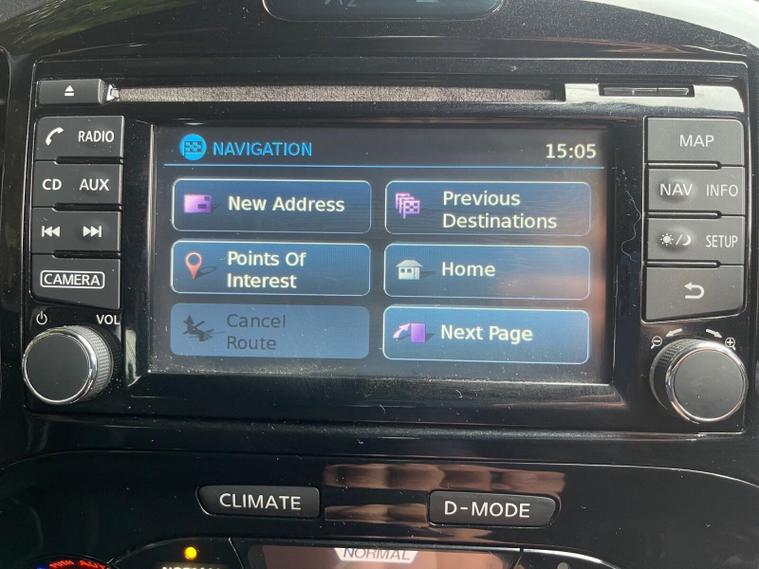 NAVIGATION 15:05
RADIO
MAP
New Address
Previous
Destinations
CD AUX
NAV INFO
Points Of
Interest
Home
SETUP
CAMERA
Cancel
Route
Next Page
VOL
CLIMATE
D-MODE
NORMAL